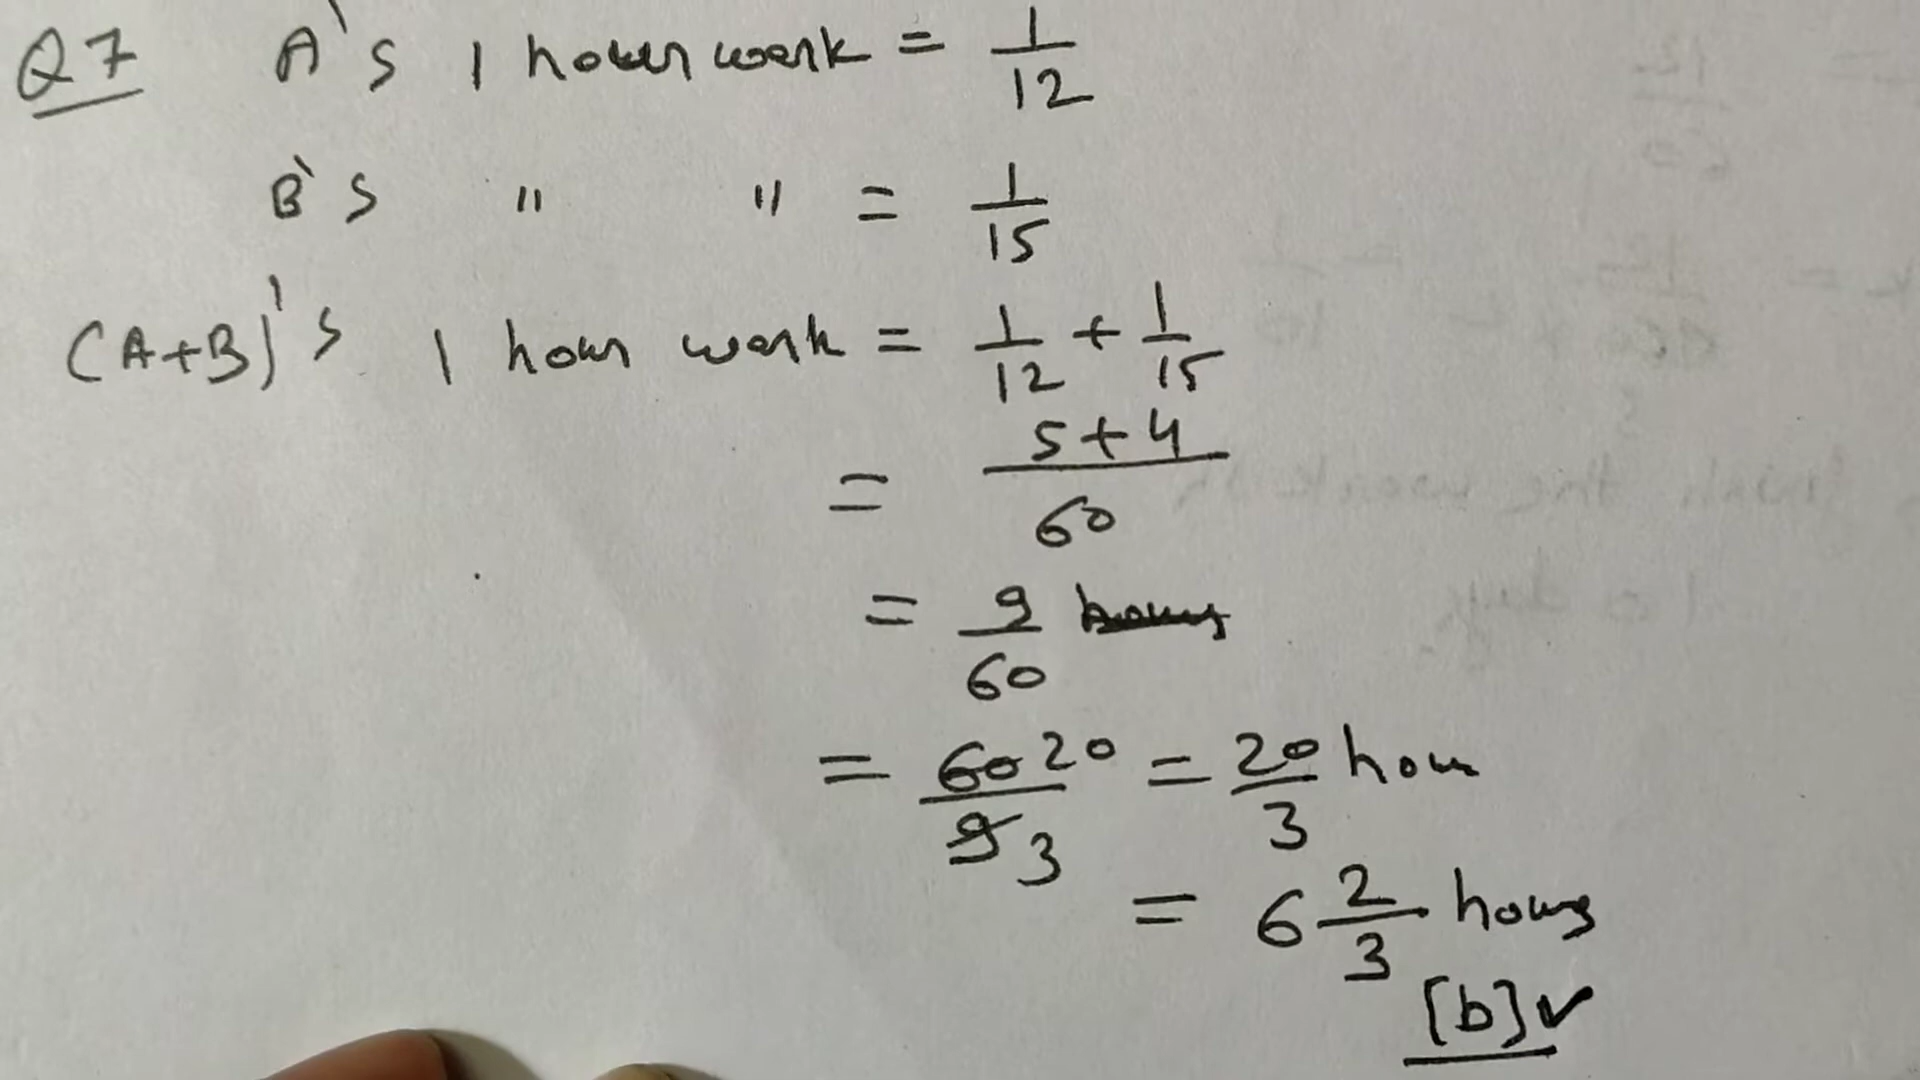 Q7 A's 1 hour work = 1/12
B's " " = 1/15
(A+B)'s 1 hour work = 1/12 + 1/15
= 5+4/60
= 9/60 hours
= 60 20/9 3 = 20/3 hour
= 6 2/3 hours
[b] ✓